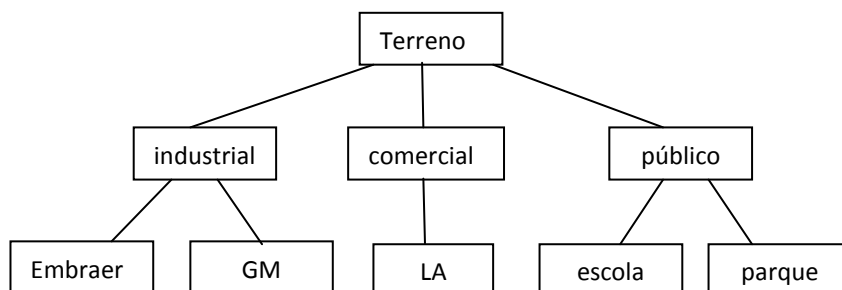 Terreno
industrial comercial público
Embraer GM LA escola parque